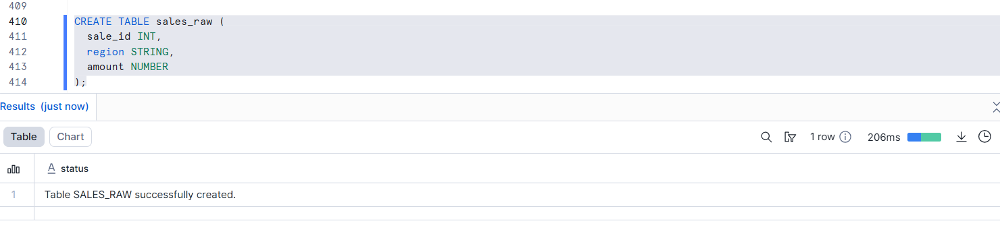 409
410 CREATE TABLE sales_raw (
411 sale_id INT,
412 region STRING,
413 amount NUMBER
414 );
Results (just now)
Table Chart 1 row 206ms
A status
1 Table SALES_RAW successfully created.